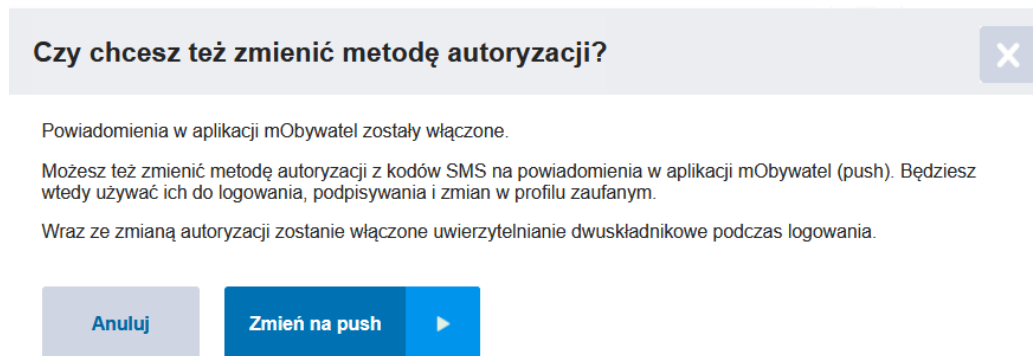 Czy chcesz też zmienić metodę autoryzacji?
Powiadomienia w aplikacji mObywatel zostały włączone.
Możesz też zmienić metodę autoryzacji z kodów SMS na powiadomienia w aplikacji mObywatel (push). Będziesz
wtedy używać ich do logowania, podpisywania i zmian w profilu zaufanym.
Wraz ze zmianą autoryzacji zostanie włączone uwierzytelnianie dwuskładnikowe podczas logowania.
Anuluj
Zmień na push